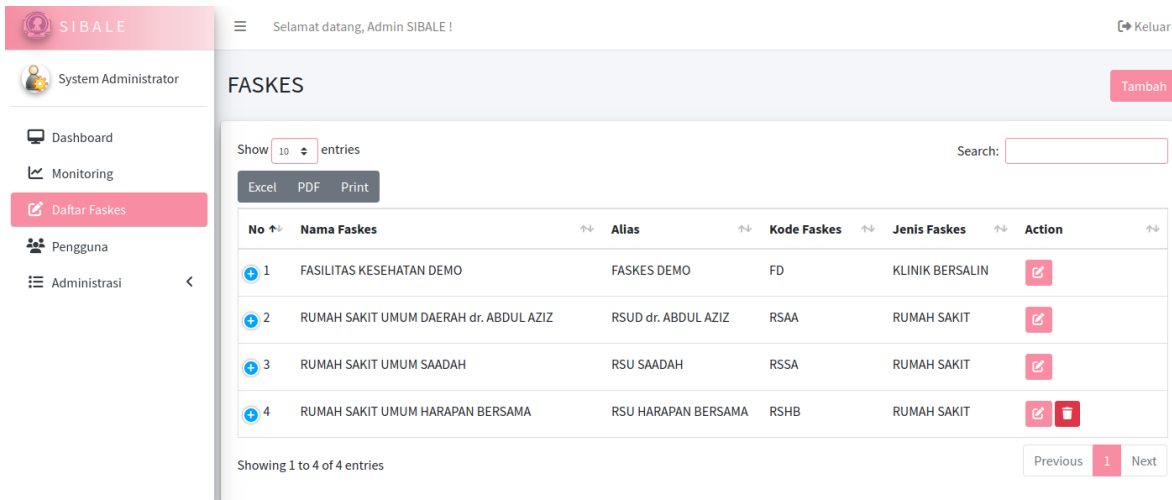 SIBALE
Selamat datang, Admin SIBALE !
Keluar
System Administrator
Dashboard
Monitoring
Daftar Faskes
Pengguna
Administrasi
FASKES
Tambah
Show 10 entries
Search:
Excel PDF Print
No Nama Faskes Alias Kode Faskes Jenis Faskes Action
1 FASILITAS KESEHATAN DEMO FASKES DEMO FD KLINIK BERSALIN
2 RUMAH SAKIT UMUM DAERAH dr. ABDUL AZIZ RSUD dr. ABDUL AZIZ RSAA RUMAH SAKIT
3 RUMAH SAKIT UMUM SAADAH RSU SAADAH RSSA RUMAH SAKIT
4 RUMAH SAKIT UMUM HARAPAN BERSAMA RSU HARAPAN BERSAMA RSHB RUMAH SAKIT
Showing 1 to 4 of 4 entries
Previous 1 Next